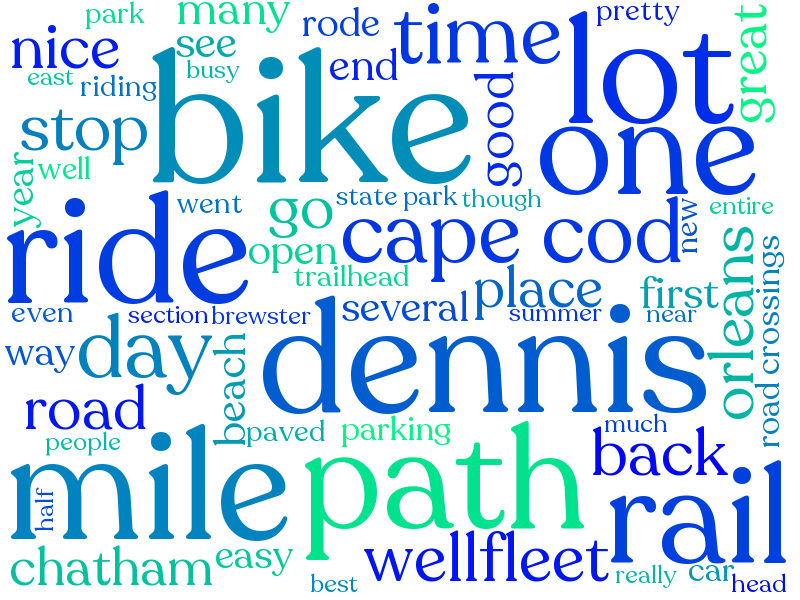 park
many
rode
time
pretty
nice
see
lot
great
east
riding
busy
end
bike
good
one
stop
year
well
went
go
state park
though
new
entire
ride
open
cape cod
trailhead
place
first
orleans
road crossings
even
section
brewster
several
summer
near
way
day
beach
dennis
road
people
paved
parking
much
mile
half
path
back
rail
chatham
easy
wellfleet
best
really
car
head